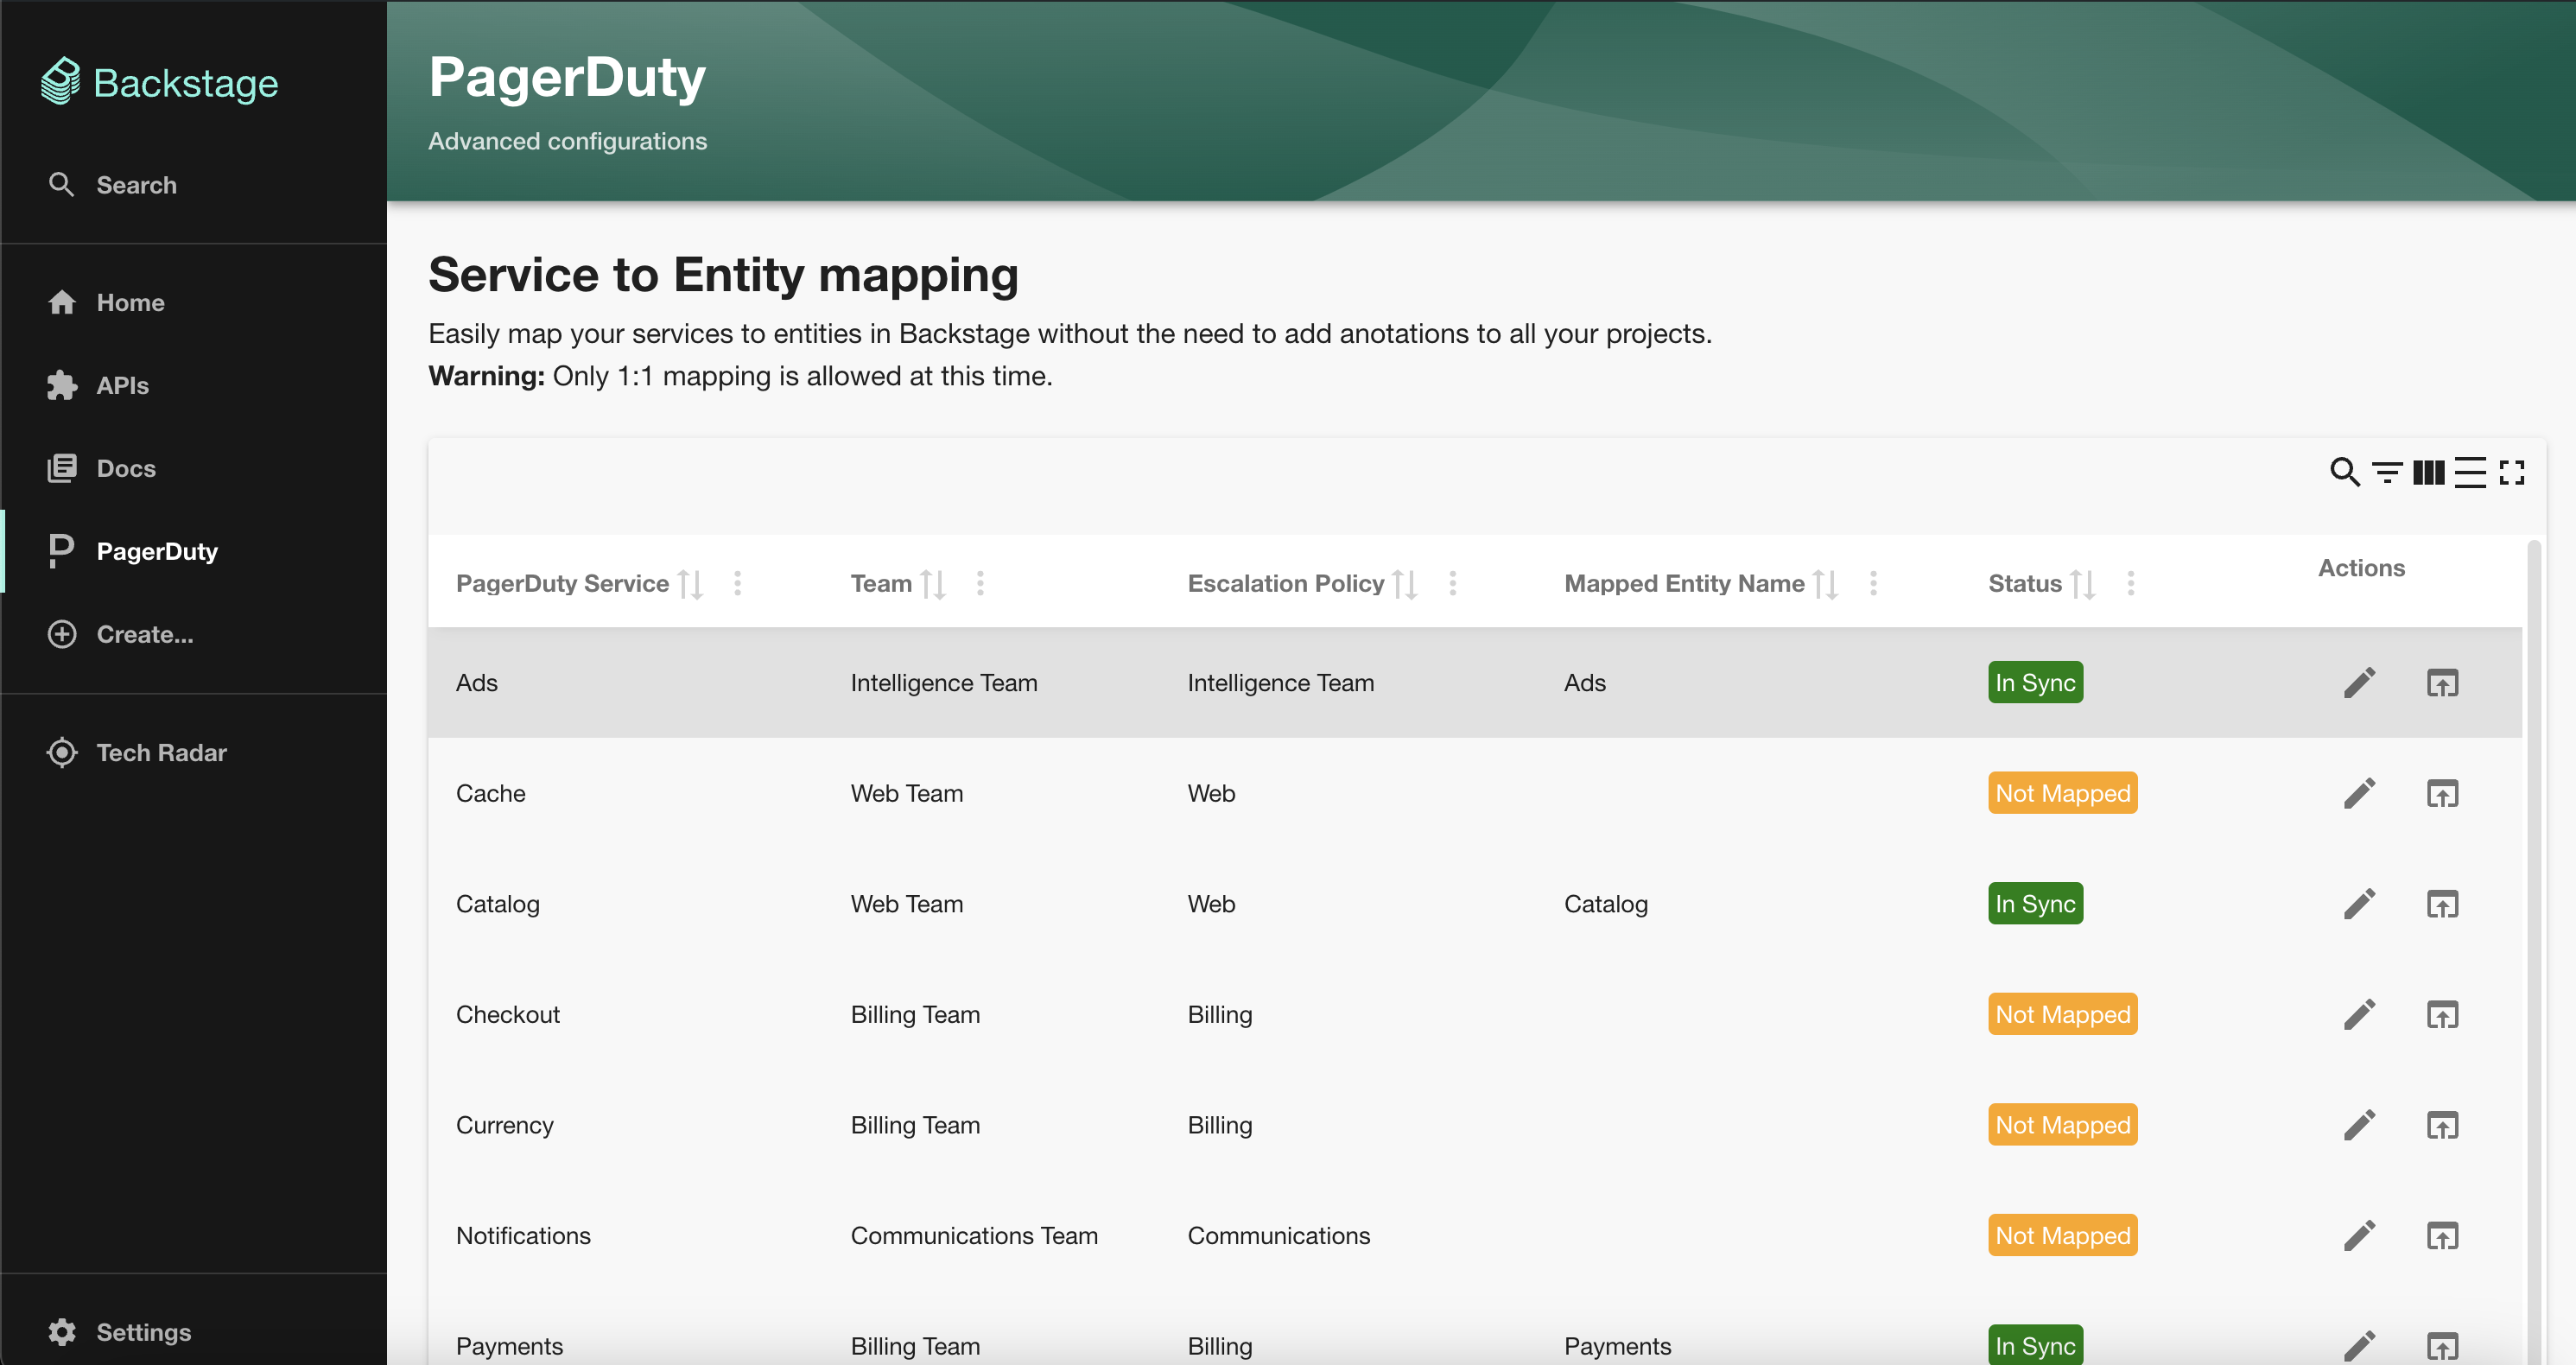 Backstage
Search
Home
APIs
Docs
PagerDuty
Create...
Tech Radar
Settings
PagerDuty
Advanced configurations
Service to Entity mapping
Easily map your services to entities in Backstage without the need to add anotations to all your projects.
Warning: Only 1:1 mapping is allowed at this time.
PagerDuty Service Team Escalation Policy Mapped Entity Name Status Actions
Ads Intelligence Team Intelligence Team Ads In Sync
Cache Web Team Web Not Mapped
Catalog Web Team Web Catalog In Sync
Checkout Billing Team Billing Not Mapped
Currency Billing Team Billing Not Mapped
Notifications Communications Team Communications Not Mapped
Payments Billing Team Billing Payments In Sync